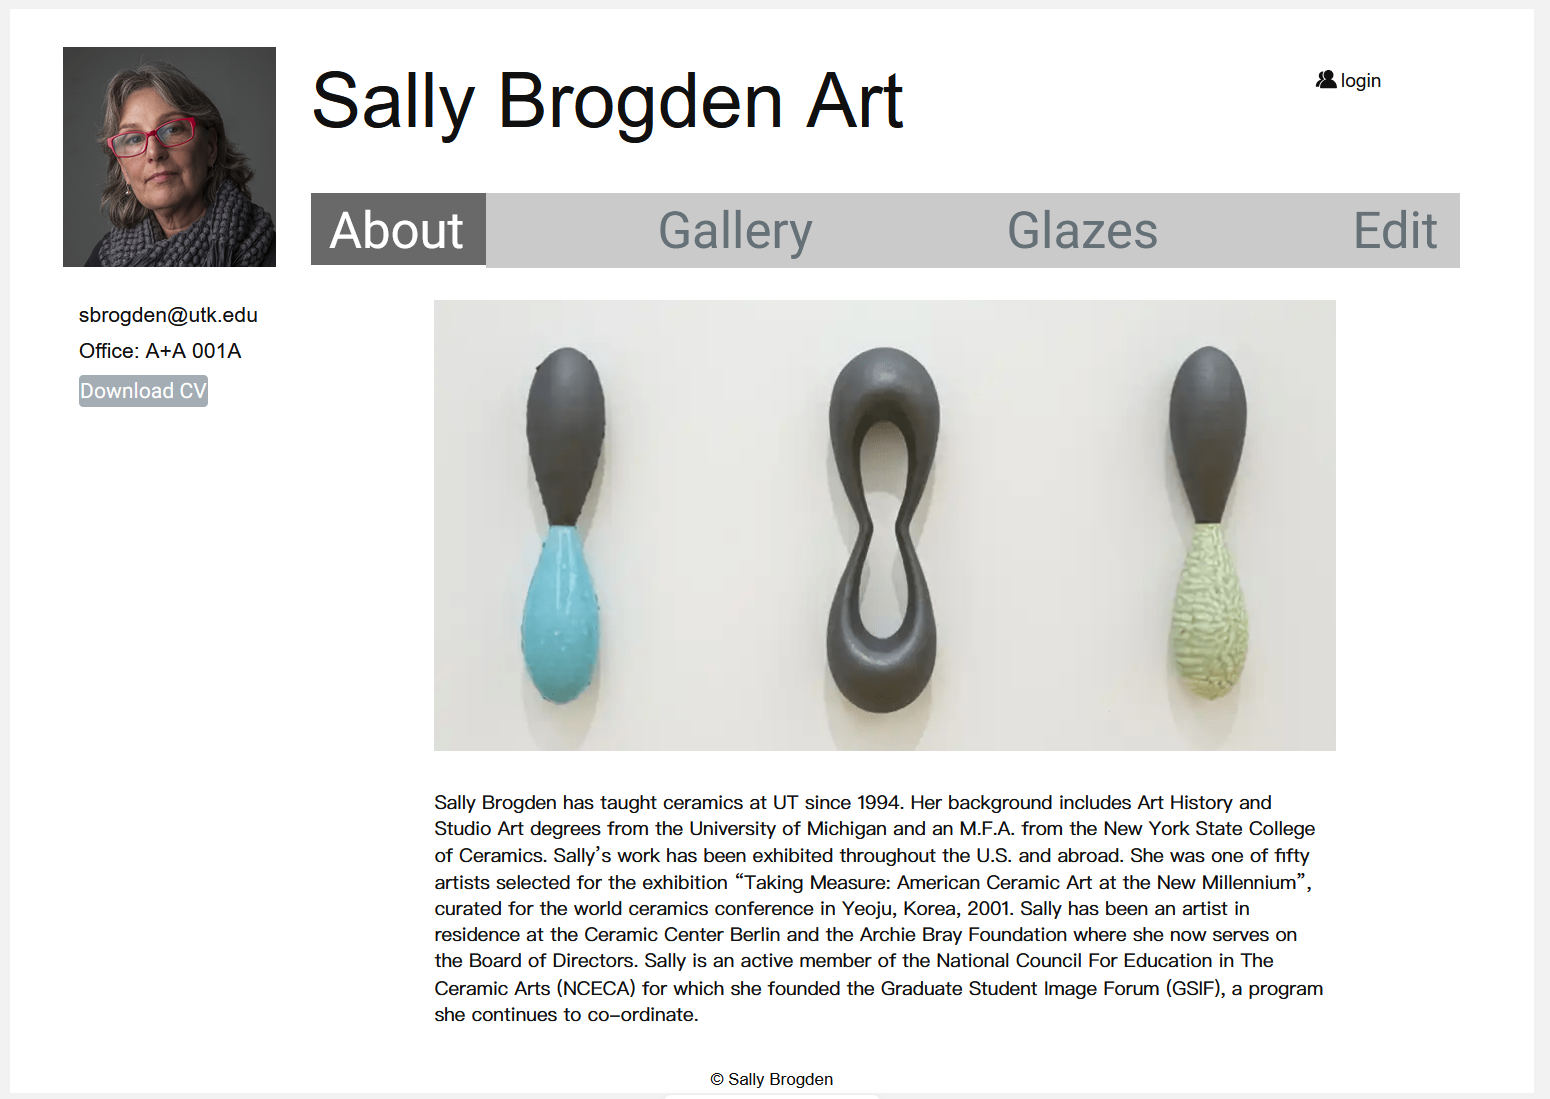 Sally Brogden Art
login
About Gallery Glazes Edit
sbrogden@utk.edu
Office: A+A 001A
Download CV
Sally Brogden has taught ceramics at UT since 1994. Her background includes Art History and
Studio Art degrees from the University of Michigan and an M.F.A. from the New York State College
of Ceramics. Sally’s work has been exhibited throughout the U.S. and abroad. She was one of fifty
artists selected for the exhibition “Taking Measure: American Ceramic Art at the New Millennium”,
curated for the world ceramics conference in Yeoju, Korea, 2001. Sally has been an artist in
residence at the Ceramic Center Berlin and the Archie Bray Foundation where she now serves on
the Board of Directors. Sally is an active member of the National Council For Education in The
Ceramic Arts (NCECA) for which she founded the Graduate Student Image Forum (GSIF), a program
she continues to co–ordinate.
© Sally Brogden